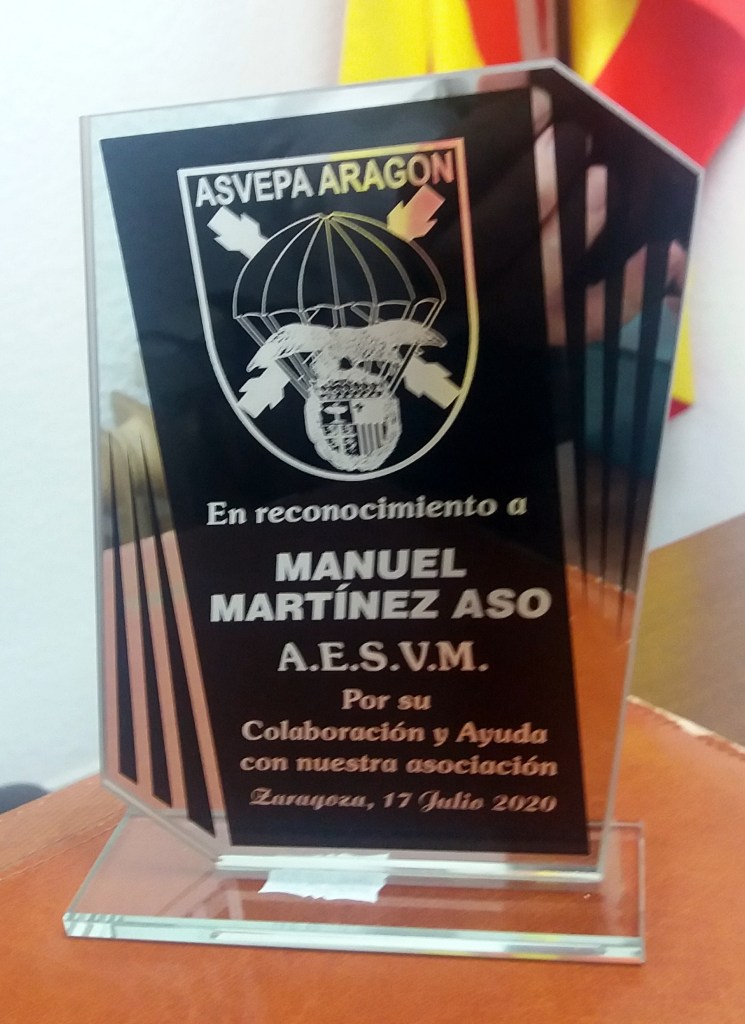 ASVEPA ARAGON
En reconocimiento a
MANUEL
MARTÍNEZ ASO
A.E.S.V.M.
Por su
Colaboración y Ayuda
con nuestra asociación
Zaragoza, 17 Julio 2020